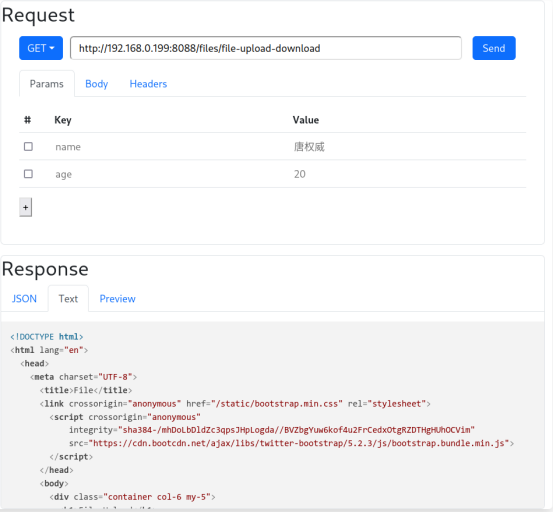 Request
GET
http://192.168.0.199:8088/files/file-upload-download
Send
Params Body Headers
# Key Value
name 唐权威
age 20
+
Response
JSON Text Preview
<!DOCTYPE html>
<html lang="en">
<head>
<meta charset="UTF-8">
<title>File</title>
<link crossorigin="anonymous" href="/static/bootstrap.min.css" rel="stylesheet">
<script crossorigin="anonymous"
integrity="sha384-/mhDoLbDldZc3qpsJHpLogda//BVZbgYuw6kof4u2FrCedxOtgRZDTHgHUhOCVim"
src="https://cdn.bootcdn.net/ajax/libs/twitter-bootstrap/5.2.3/js/bootstrap.bundle.min.js">
</script>
</head>
<body>
<div class="container col-6 my-5">